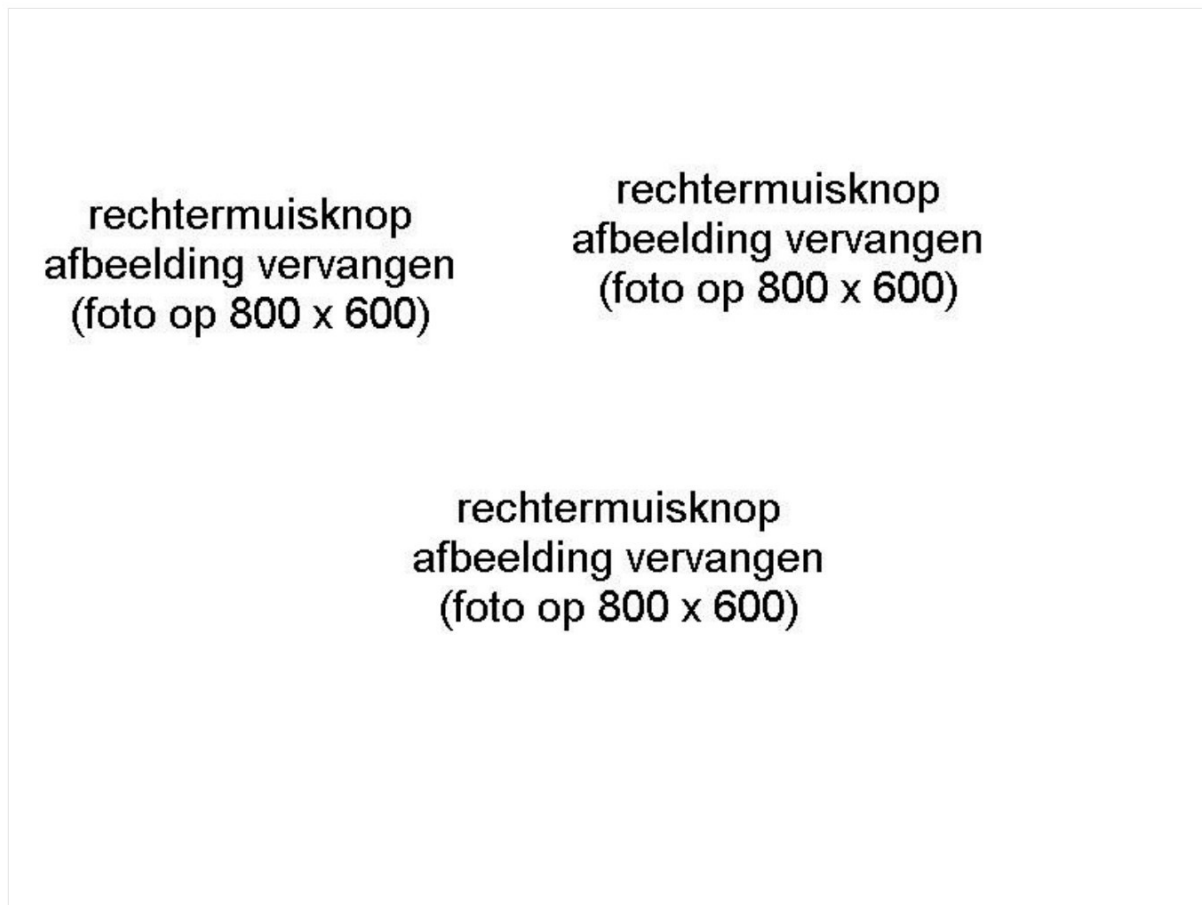 rechtermuisknop
afbeelding vervangen
(foto op 800 x 600)
rechtermuisknop
afbeelding vervangen
(foto op 800 x 600)
rechtermuisknop
afbeelding vervangen
(foto op 800 x 600)